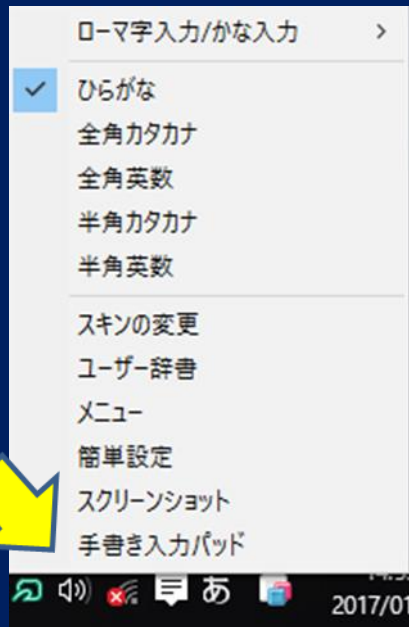 ローマ字入力/かな入力 >
ひらがな
全角カタカナ
全角英数
半角カタカナ
半角英数
スキンの変更
ユーザー辞書
メニュー
簡単設定
スクリーンショット
手書き入力パッド
あ
2017/01